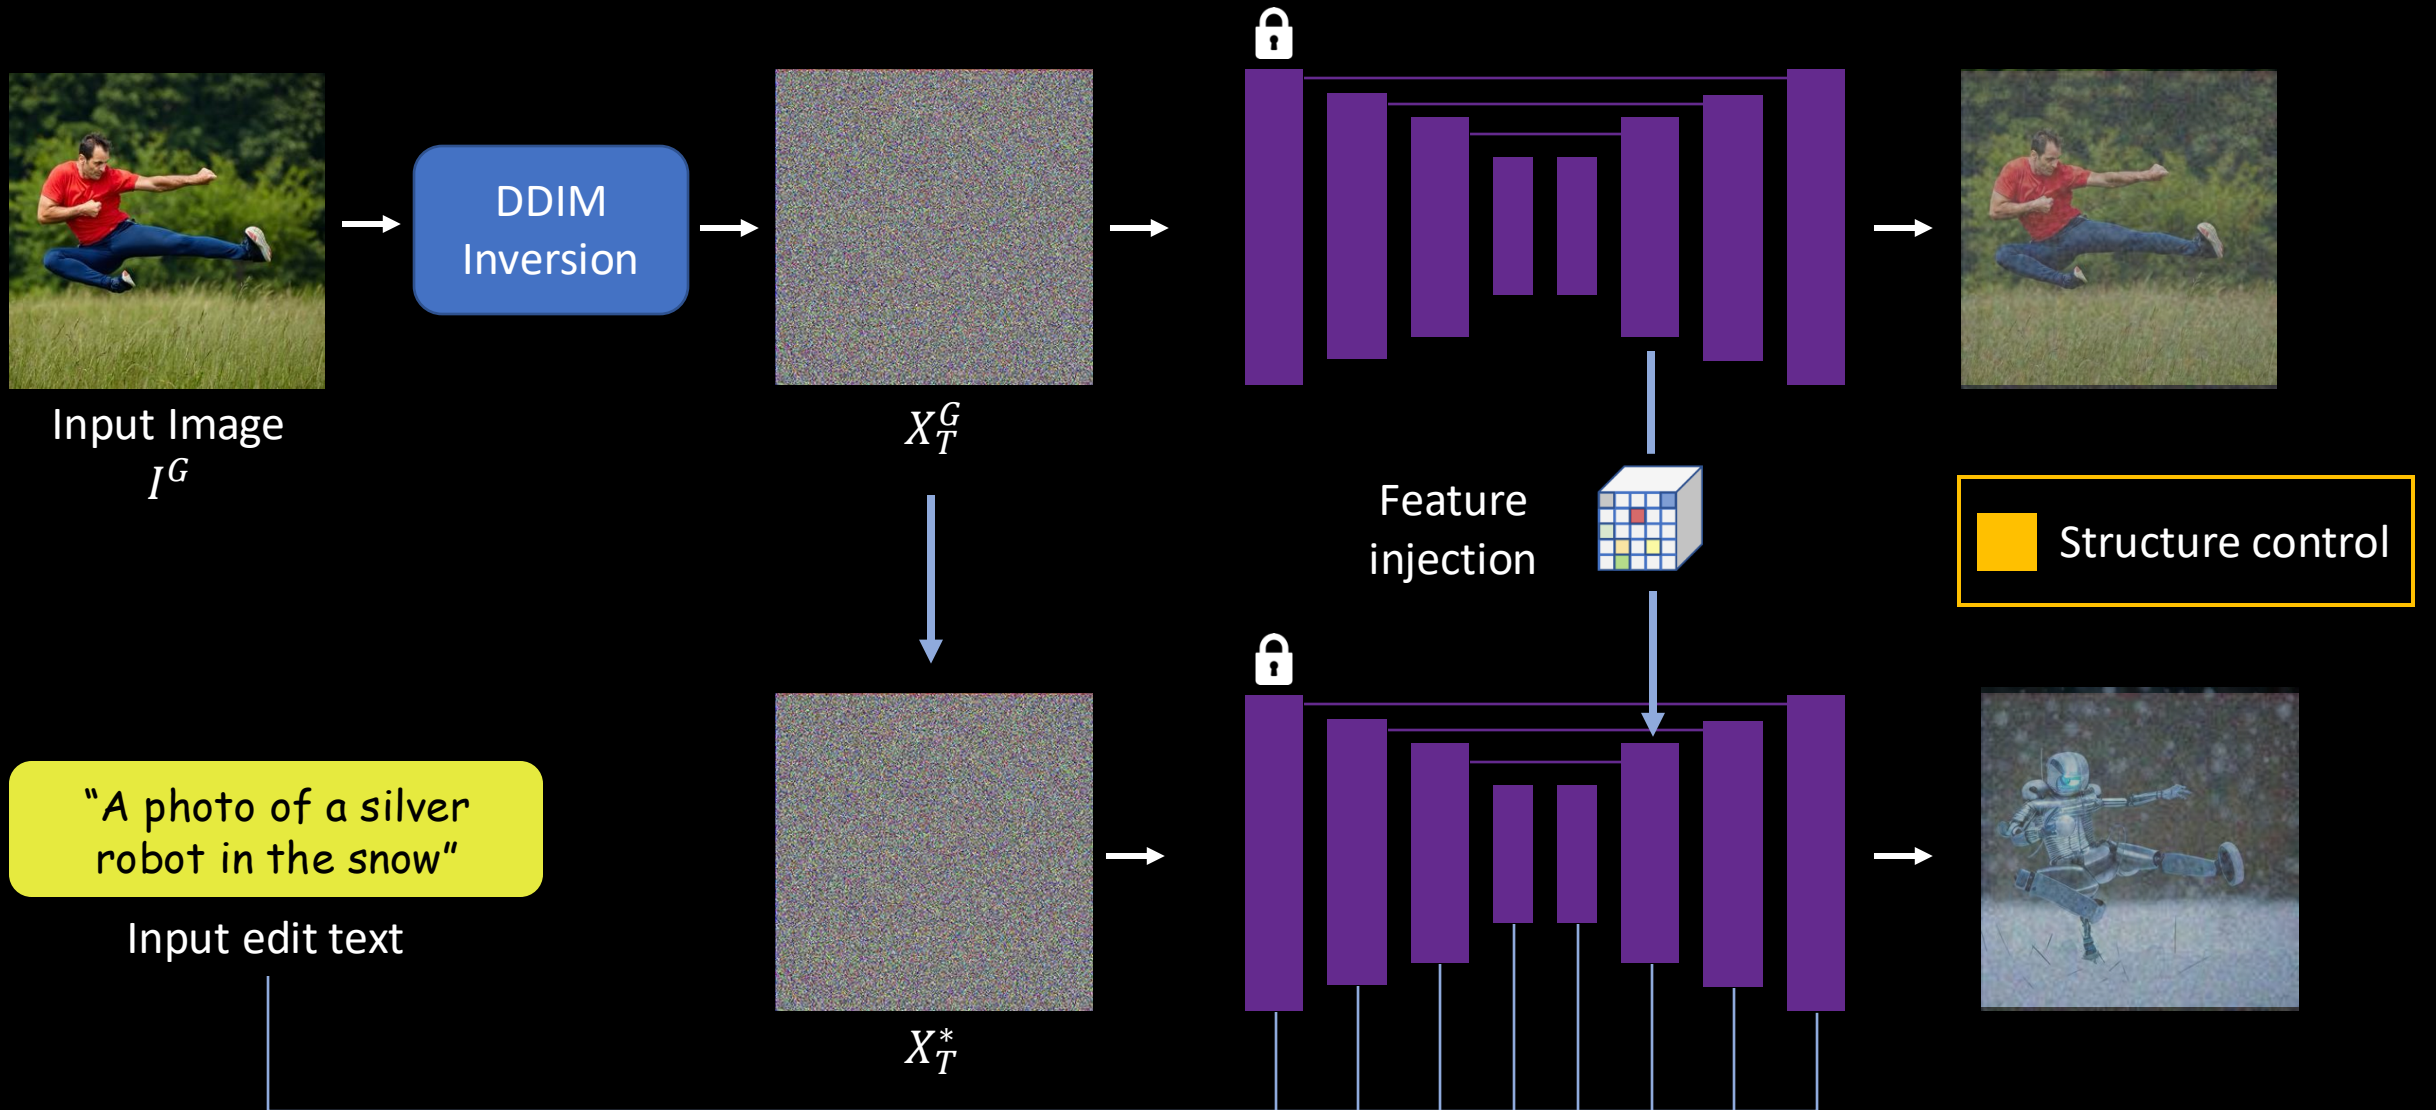 DDIM
Inversion
Input Image
I^G
X_T^G
Feature
injection
Structure control
“A photo of a silver
robot in the snow”
Input edit text
X_T^*